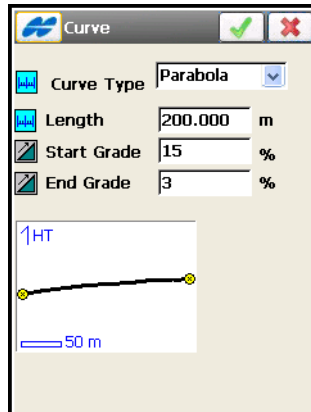 Curve
Curve Type Parabola
Length 200.000 m
Start Grade 15 %
End Grade 3 %
HT
50 m